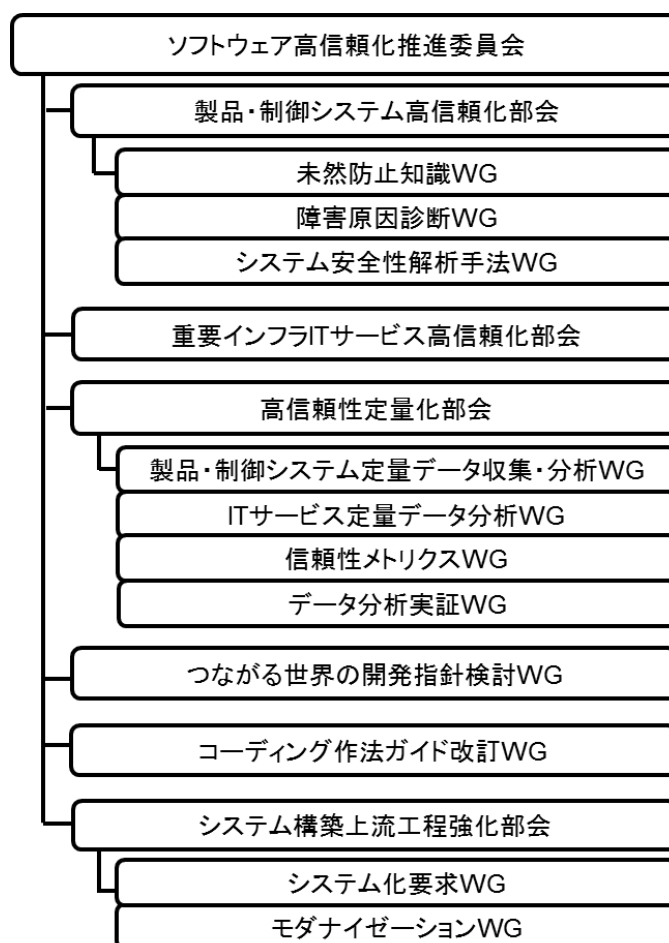 ソフトウェア高信頼化推進委員会
製品・制御システム高信頼化部会
未然防止知識WG
障害原因診断WG
システム安全性解析手法WG
重要インフラITサービス高信頼化部会
高信頼性定量化部会
製品・制御システム定量データ収集・分析WG
ITサービス定量データ分析WG
信頼性メトリクスWG
データ分析実証WG
つながる世界の開発指針検討WG
コーディング作法ガイド改訂WG
システム構築上流工程強化部会
システム化要求WG
モダナイゼーションWG